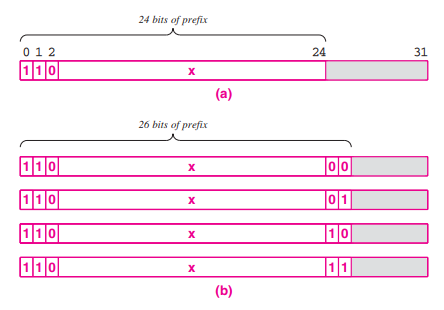 24 bits of prefix
0 1 2 24 31
1 1 0 x
(a)
26 bits of prefix
1 1 0 x 0 0
1 1 0 x 0 1
1 1 0 x 1 0
1 1 0 x 1 1
(b)